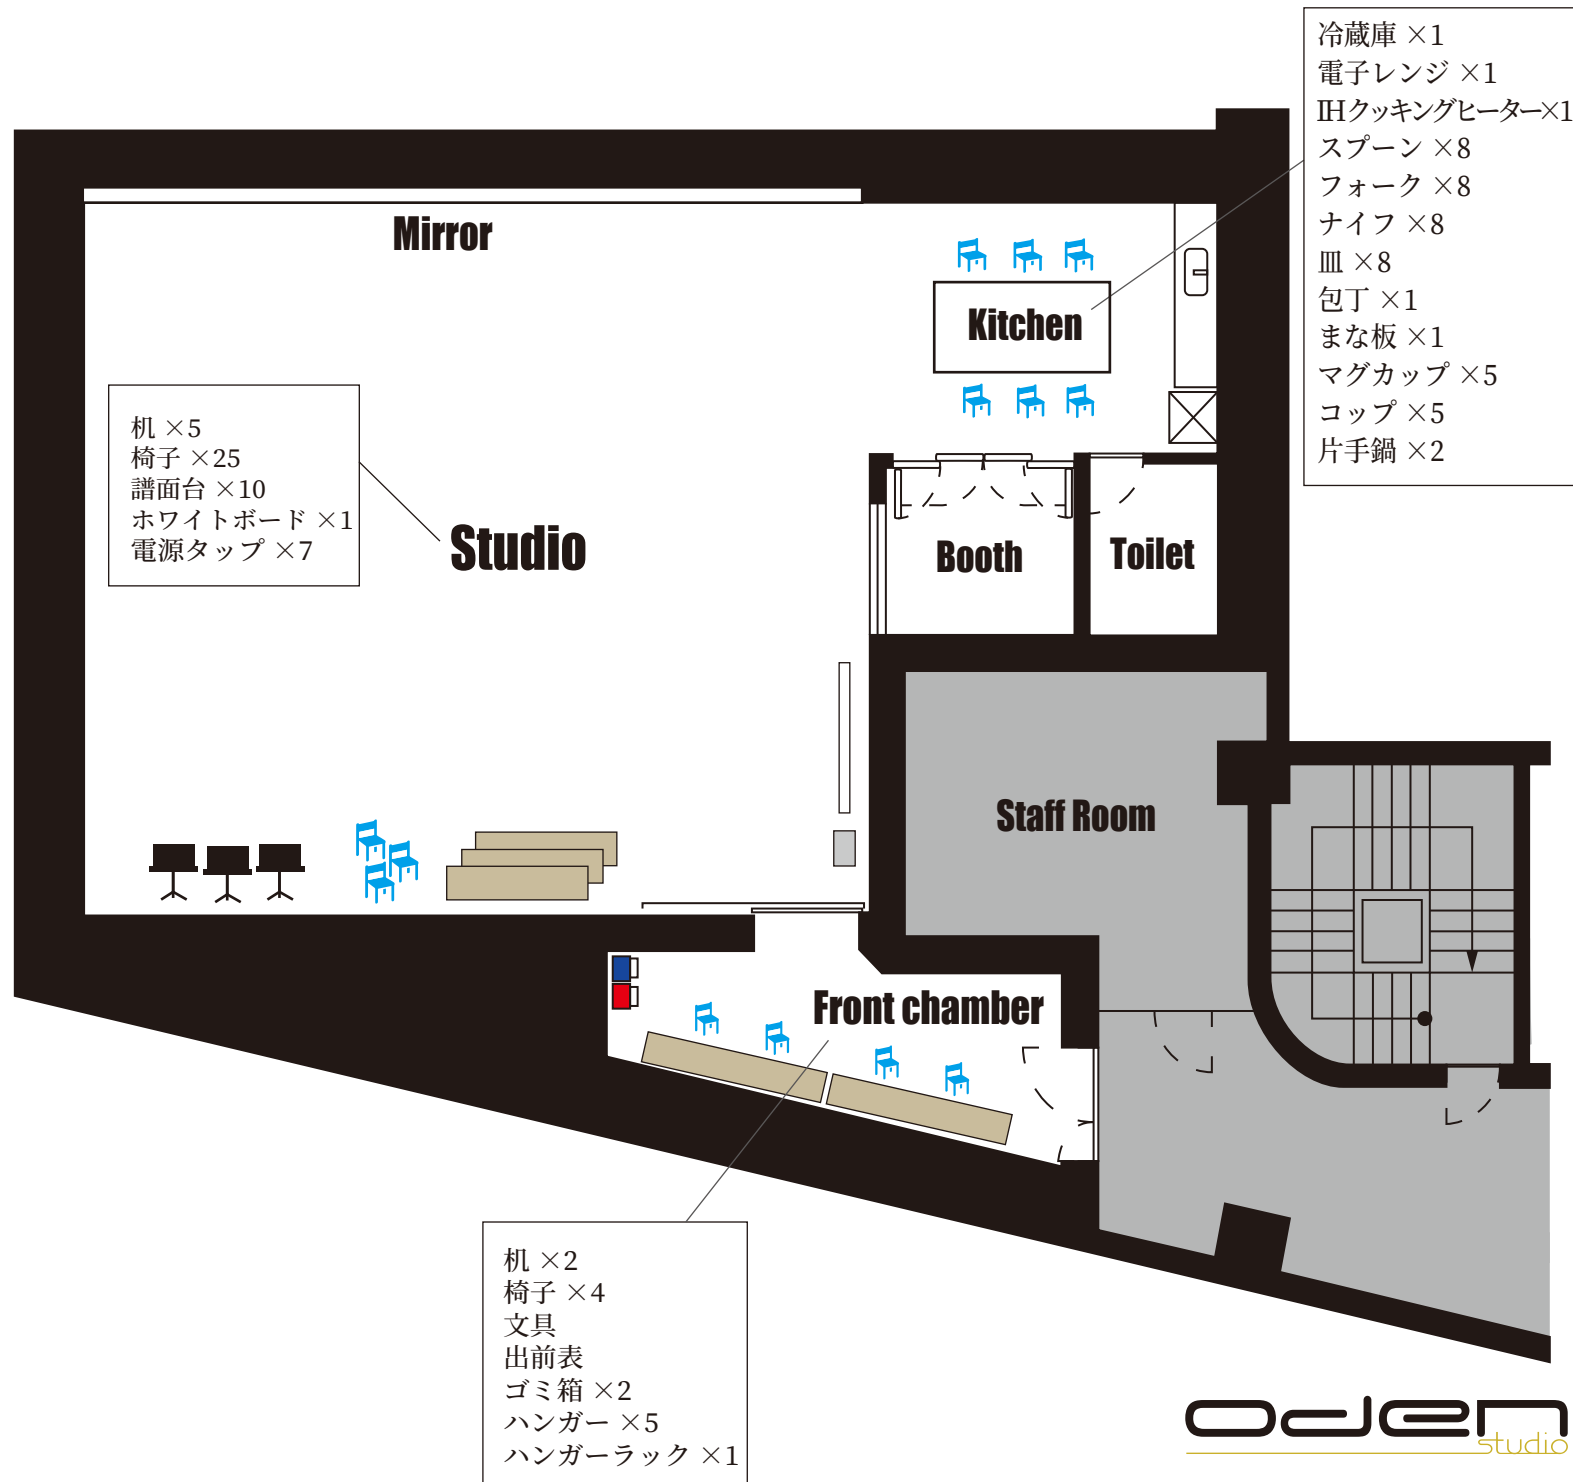 冷蔵庫 ×1
電子レンジ ×1
IHクッキングヒーター×1
スプーン ×8
フォーク ×8
ナイフ ×8
皿 ×8
包丁 ×1
まな板 ×1
マグカップ ×5
コップ ×5
片手鍋 ×2
Mirror
Kitchen
机 ×5
椅子 ×25
譜面台 ×10
ホワイトボード ×1
電源タップ ×7
Studio
Booth
Toilet
Staff Room
Front chamber
机 ×2
椅子 ×4
文具
出前表
ゴミ箱 ×2
ハンガー ×5
ハンガーラック ×1
oden
studio